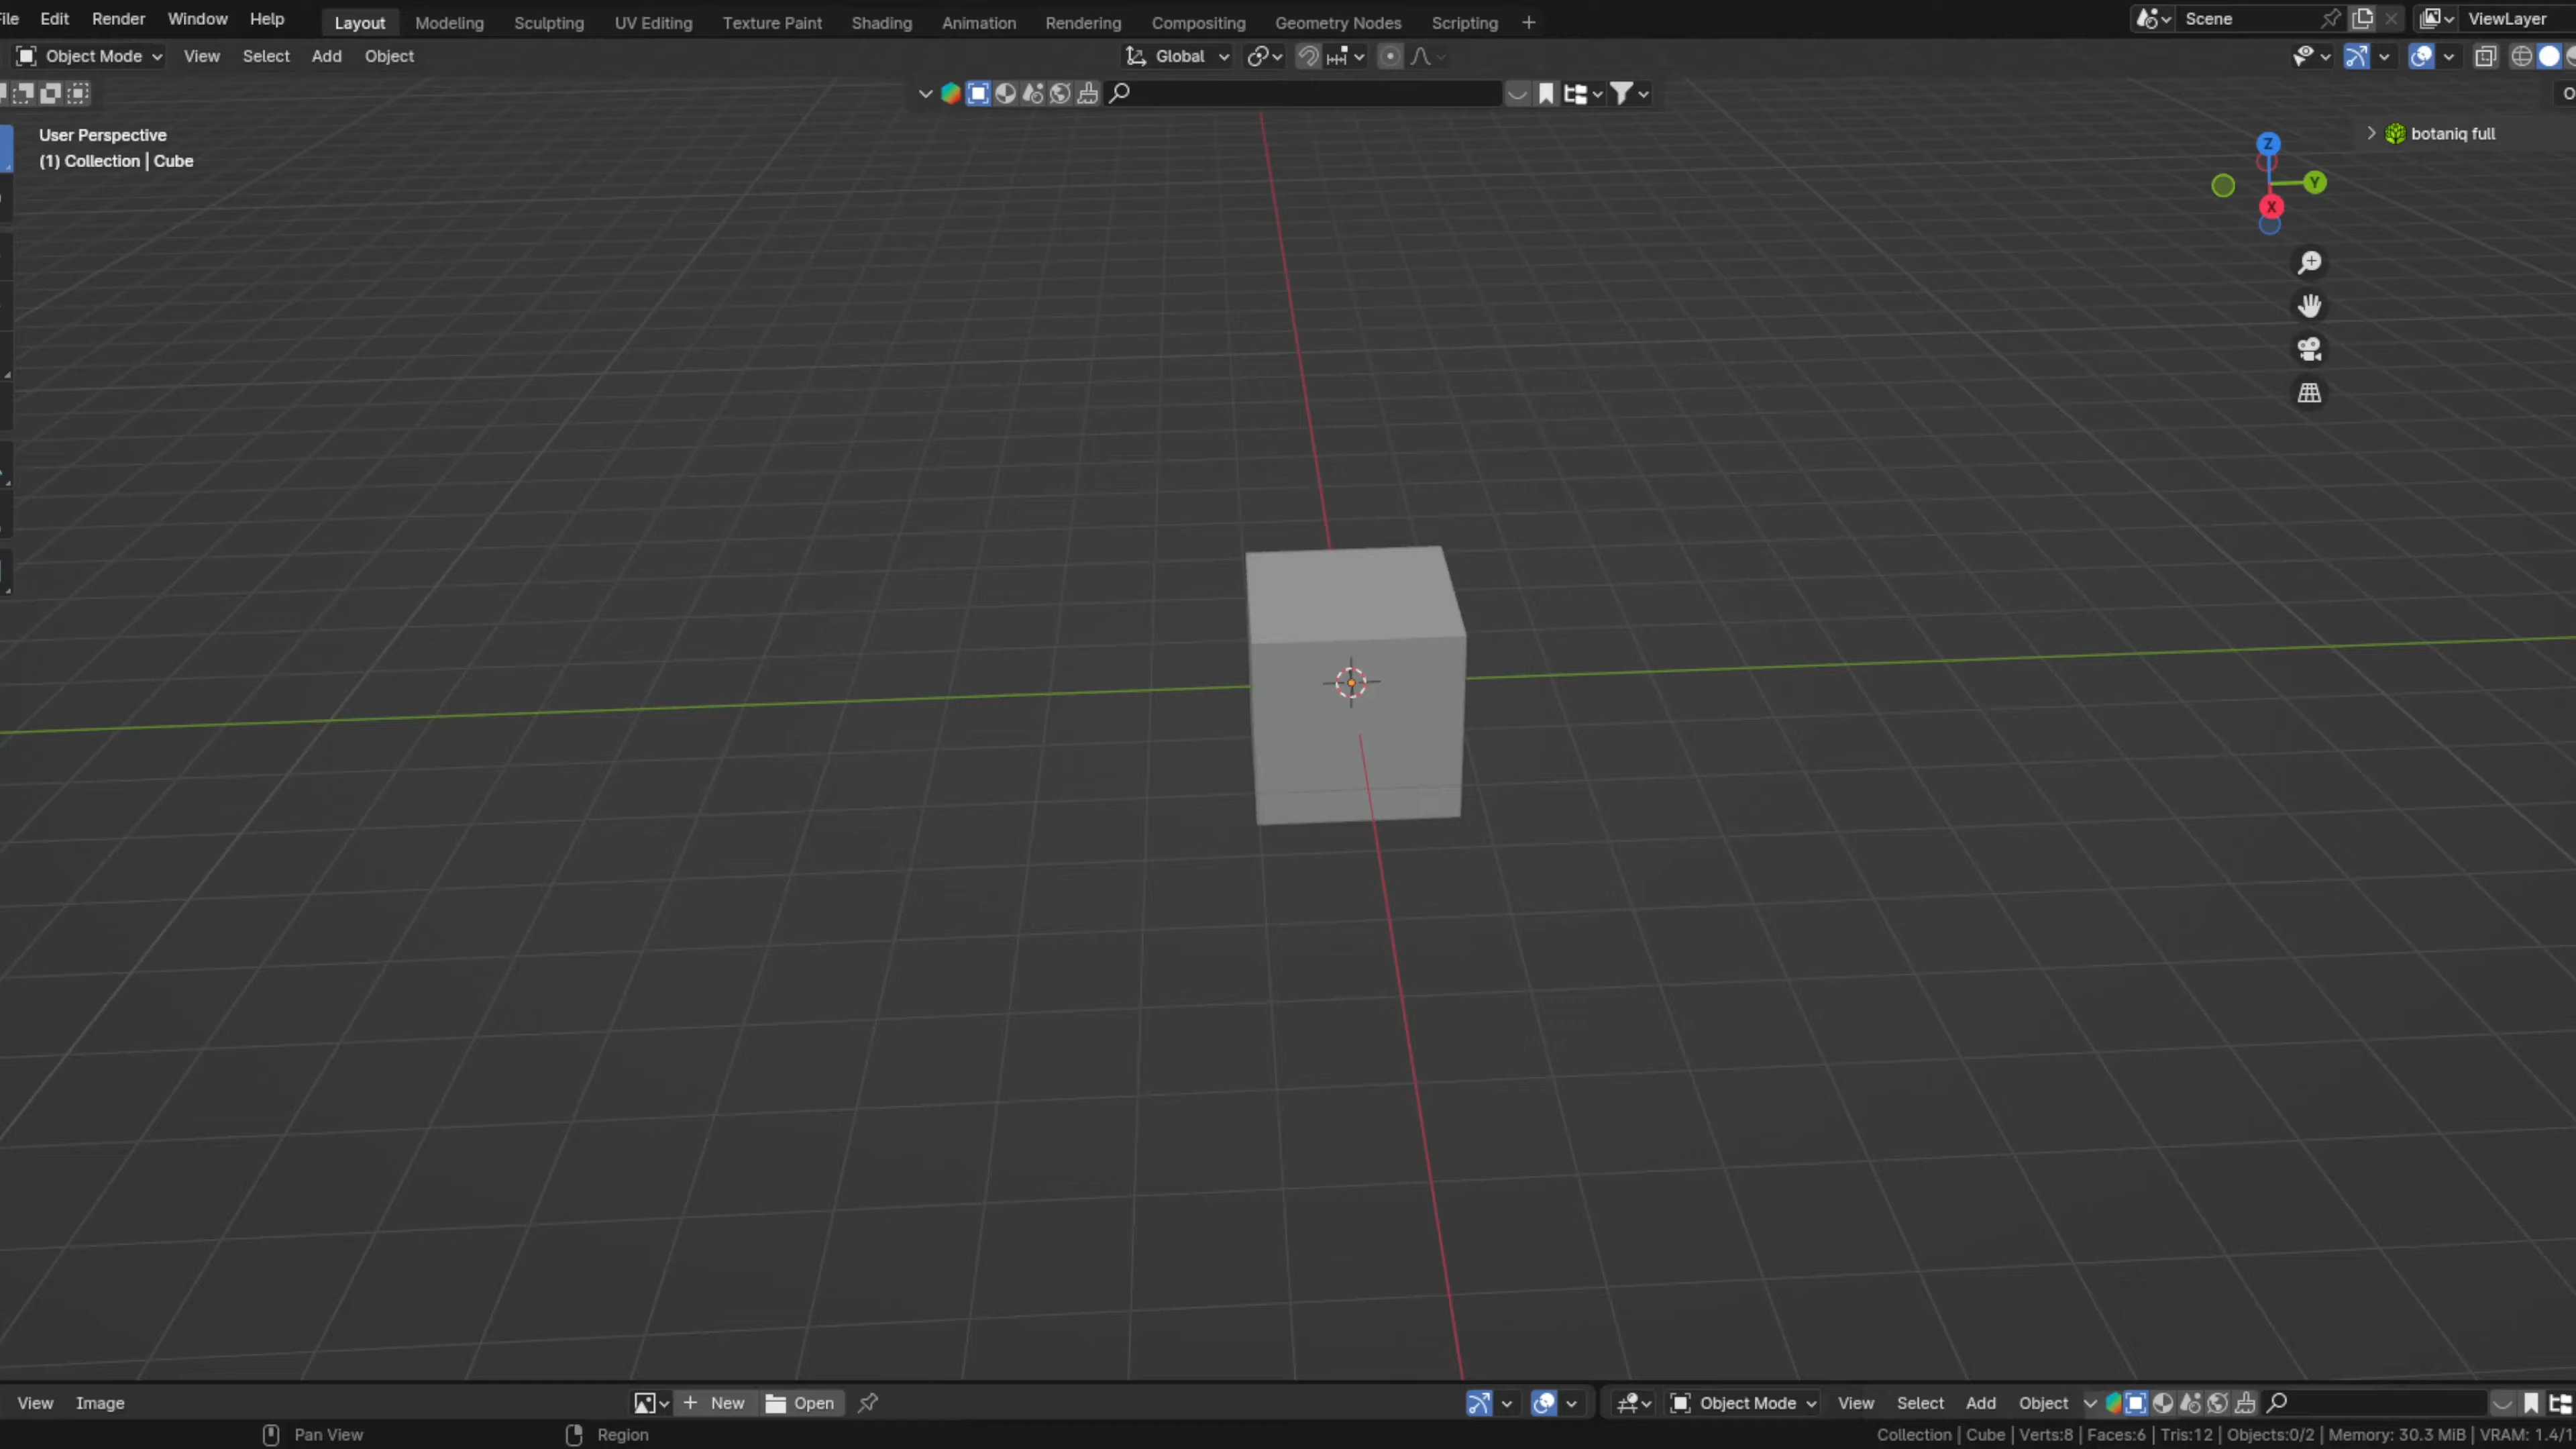 File Edit Render Window Help Layout Modeling Sculpting UV Editing Texture Paint Shading Animation Rendering Compositing Geometry Nodes Scripting + Scene ViewLayer
Object Mode View Select Add Object Global
User Perspective
(1) Collection | Cube
botaniq full
Z
Y
X
View Image + New Open Object Mode View Select Add Object
Pan View Region Collection | Cube | Verts:8 | Faces:6 | Tris:12 | Objects:0/2 | Memory: 30.3 MiB | VRAM: 1.4/1